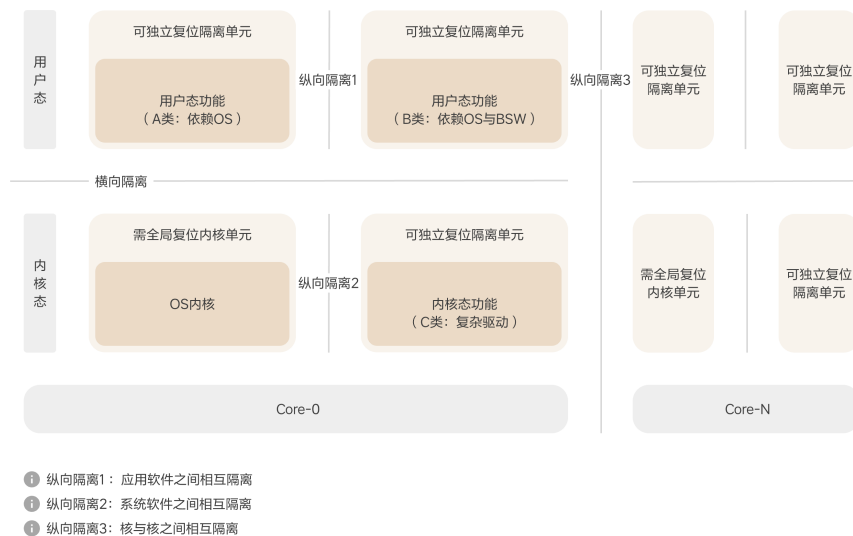 用户态
可独立复位隔离单元
用户态功能
（A类：依赖OS）
纵向隔离1
可独立复位隔离单元
用户态功能
（B类：依赖OS与BSW）
纵向隔离3
可独立复位
隔离单元
可独立复位
隔离单元
横向隔离
内核态
需全局复位内核单元
OS内核
纵向隔离2
可独立复位隔离单元
内核态功能
（C类：复杂驱动）
需全局复位
内核单元
可独立复位
隔离单元
Core-0
Core-N
纵向隔离1：应用软件之间相互隔离
纵向隔离2：系统软件之间相互隔离
纵向隔离3：核与核之间相互隔离